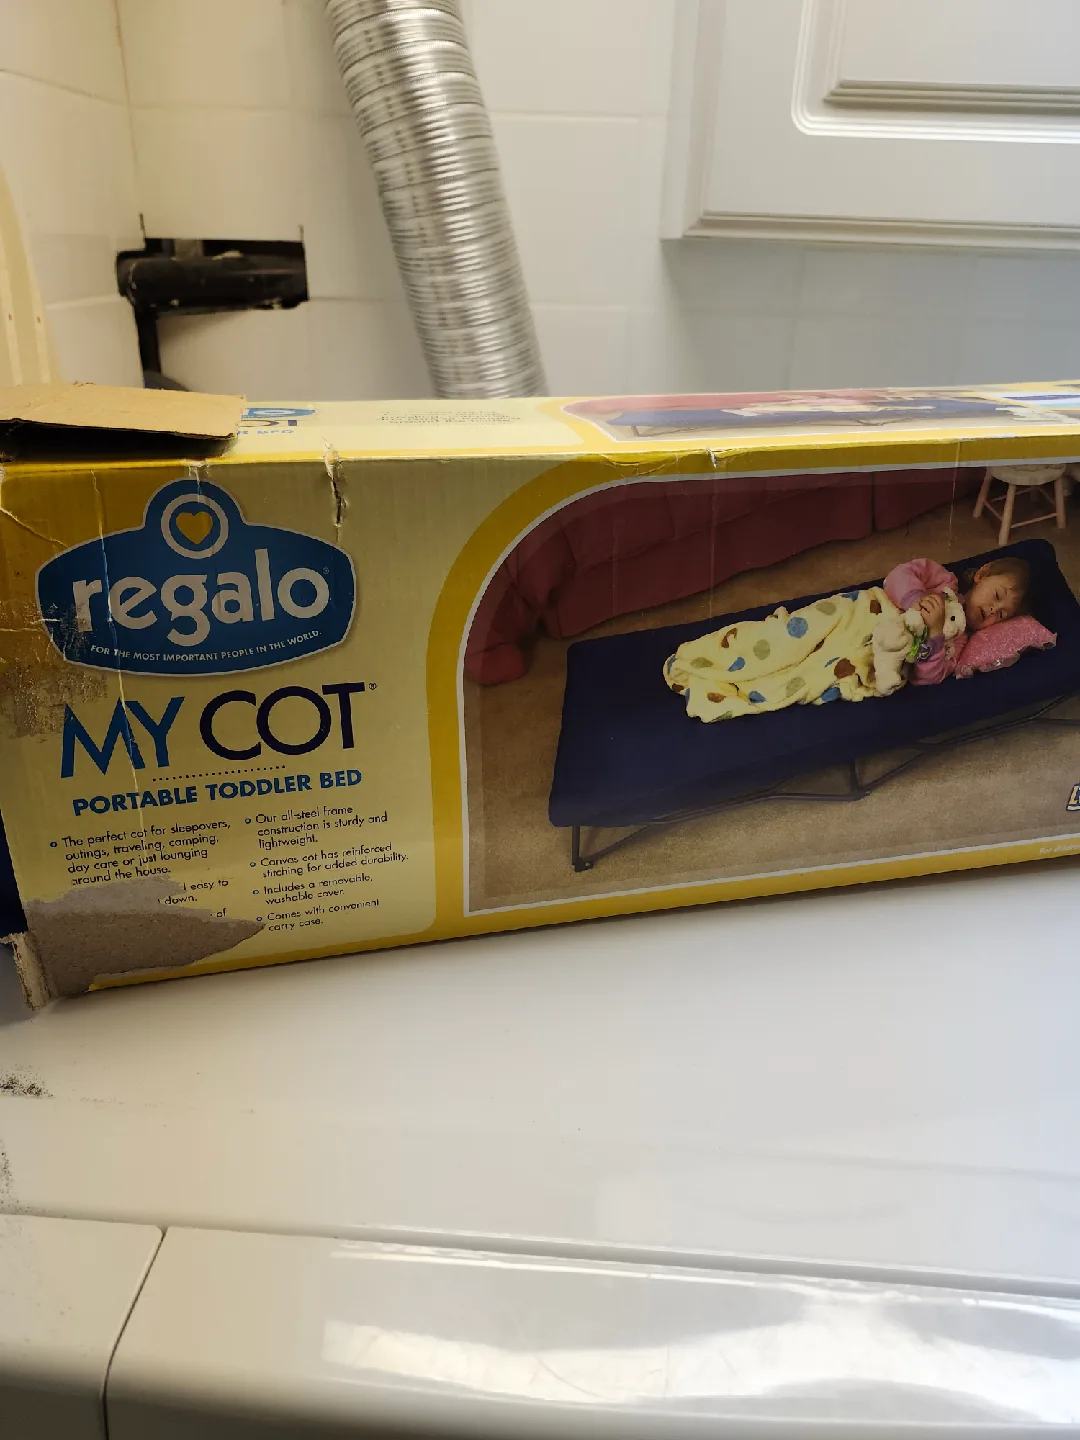 regalo®
FOR THE MOST IMPORTANT PEOPLE IN THE WORLD.
MY COT®
PORTABLE TODDLER BED
The perfect cot for sleepovers,
outings, traveling, camping,
day care or just lounging
around the house.
easy to
down.
of
Our all-steel frame
construction is sturdy and
lightweight.
Canvas cot has reinforced
stitching for added durability.
Includes a removable,
washable cover.
Comes with convenient
carry case.